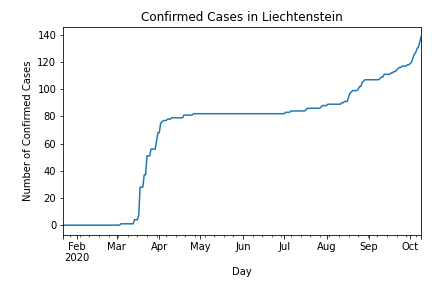 Confirmed Cases in Liechtenstein
Number of Confirmed Cases
140
120
100
80
60
40
20
0
Feb Mar Apr May Jun Jul Aug Sep Oct
2020
Day